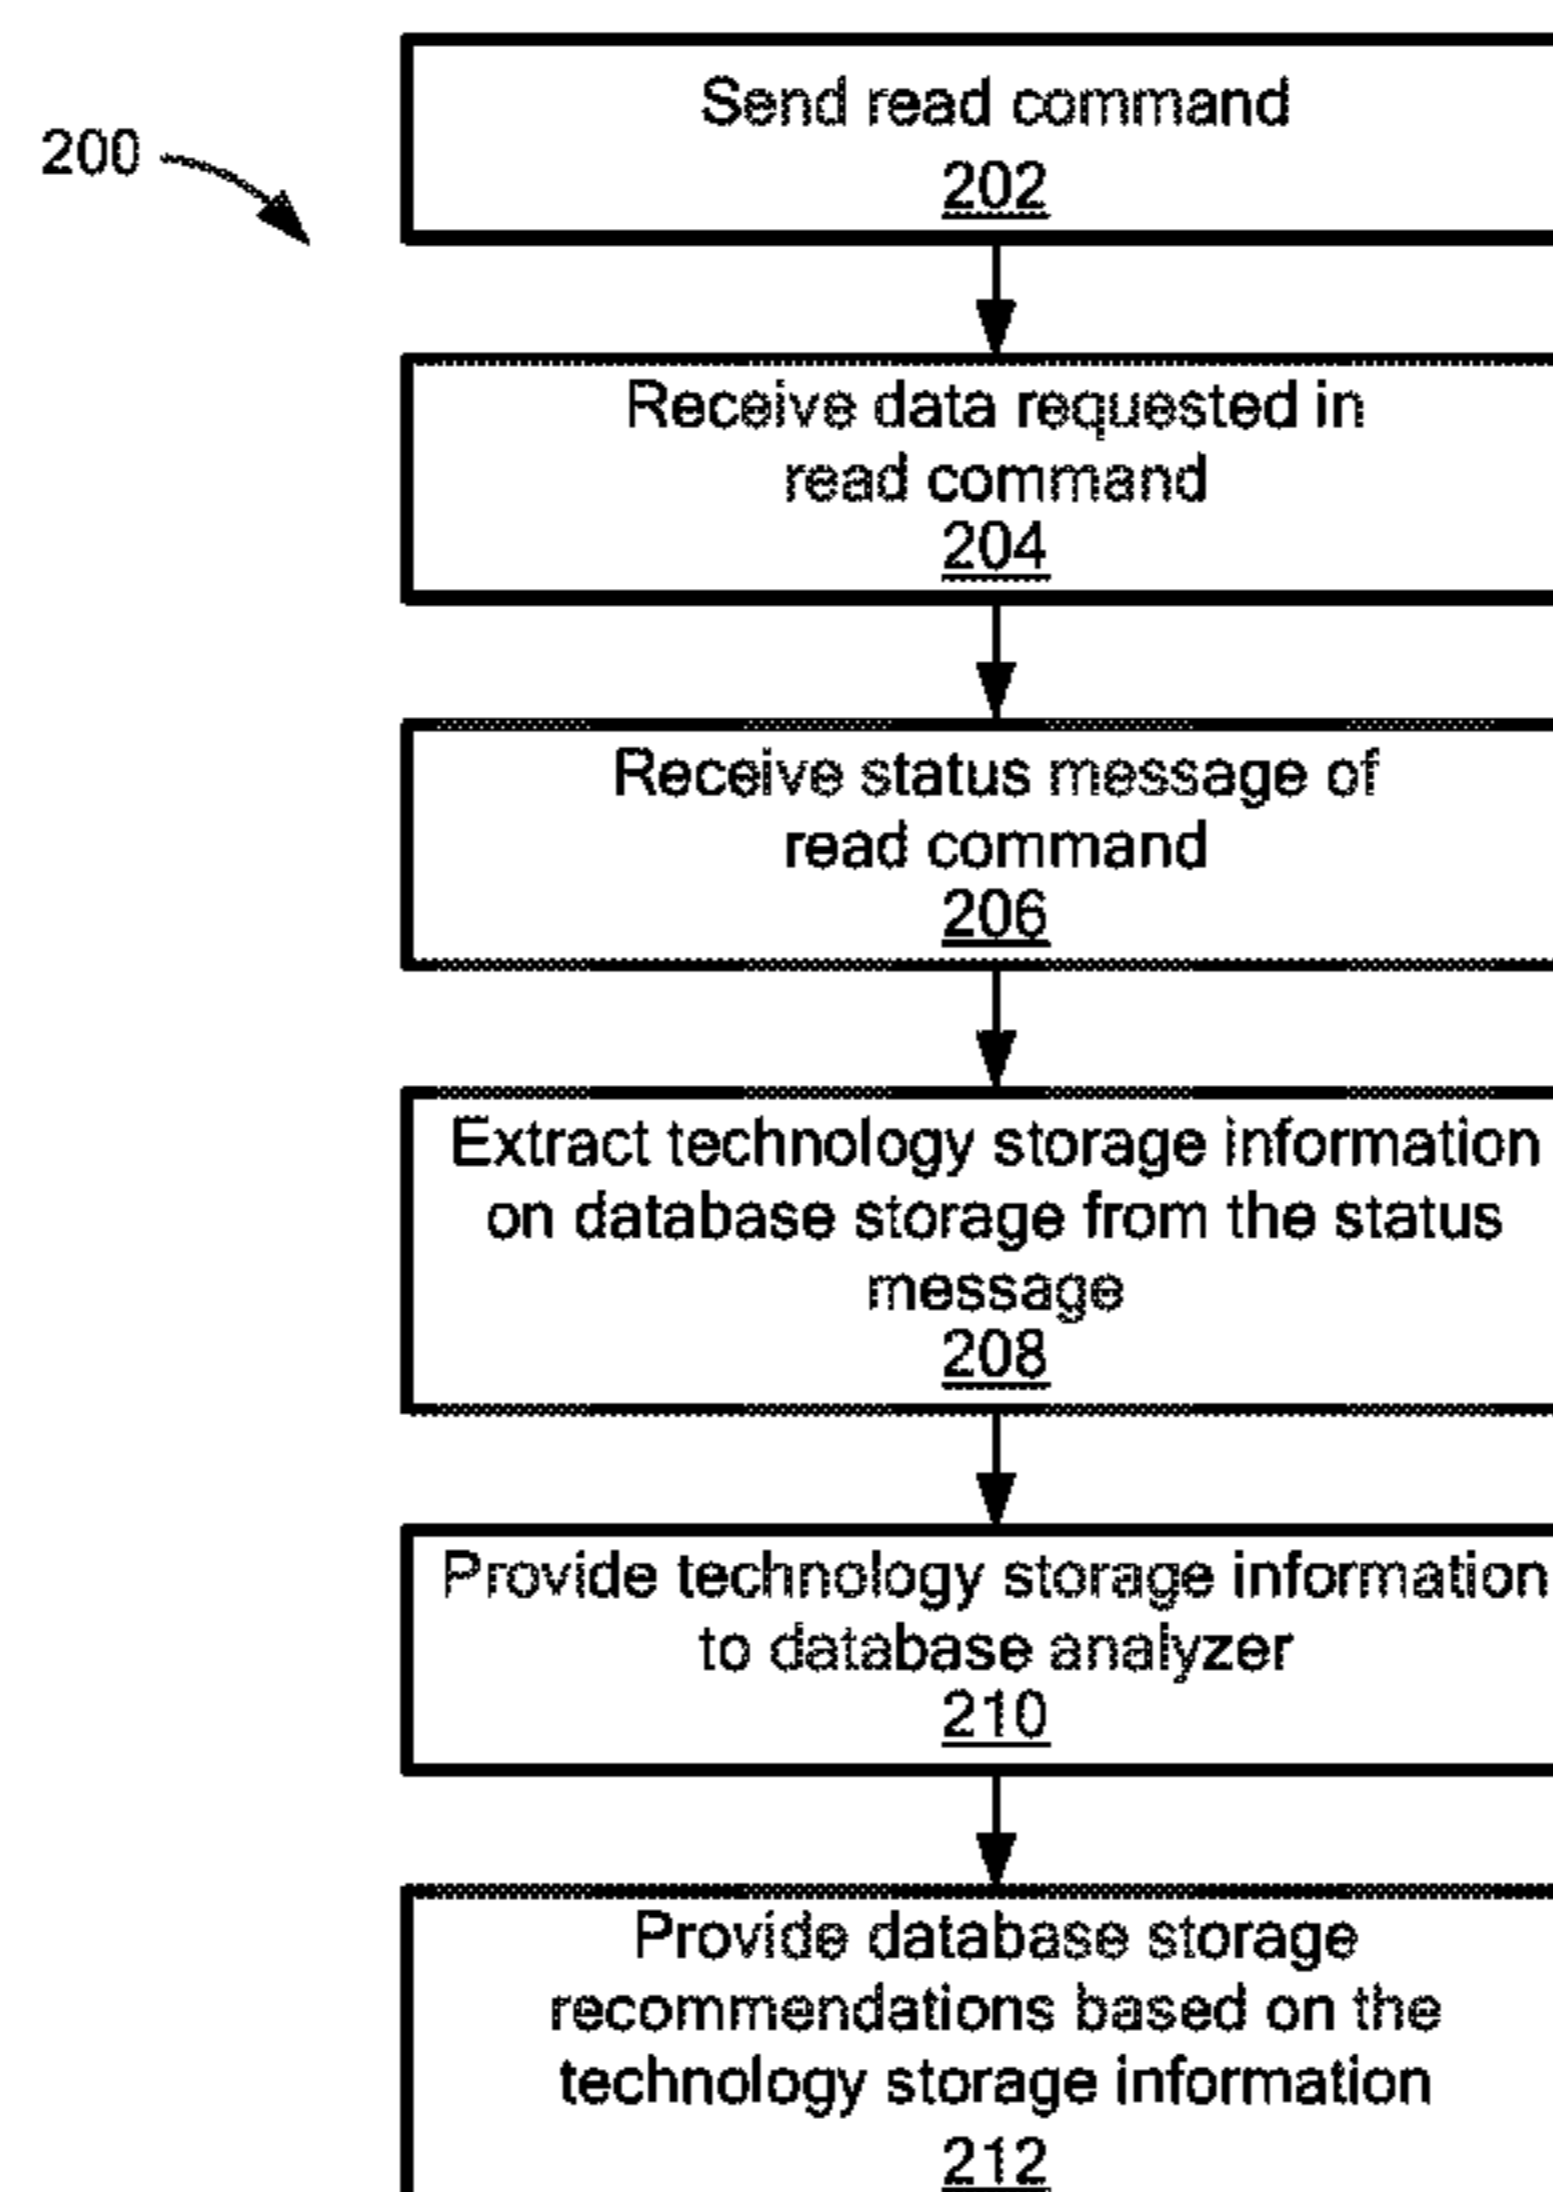 Send read command
202
200
Receive data requested in
read command
204
Receive status message of
read command
206
Extract technology storage information
on database storage from the status
message
208
Provide technology storage information
to database analyzer
210
Provide database storage
recommendations based on the
technology storage information
212